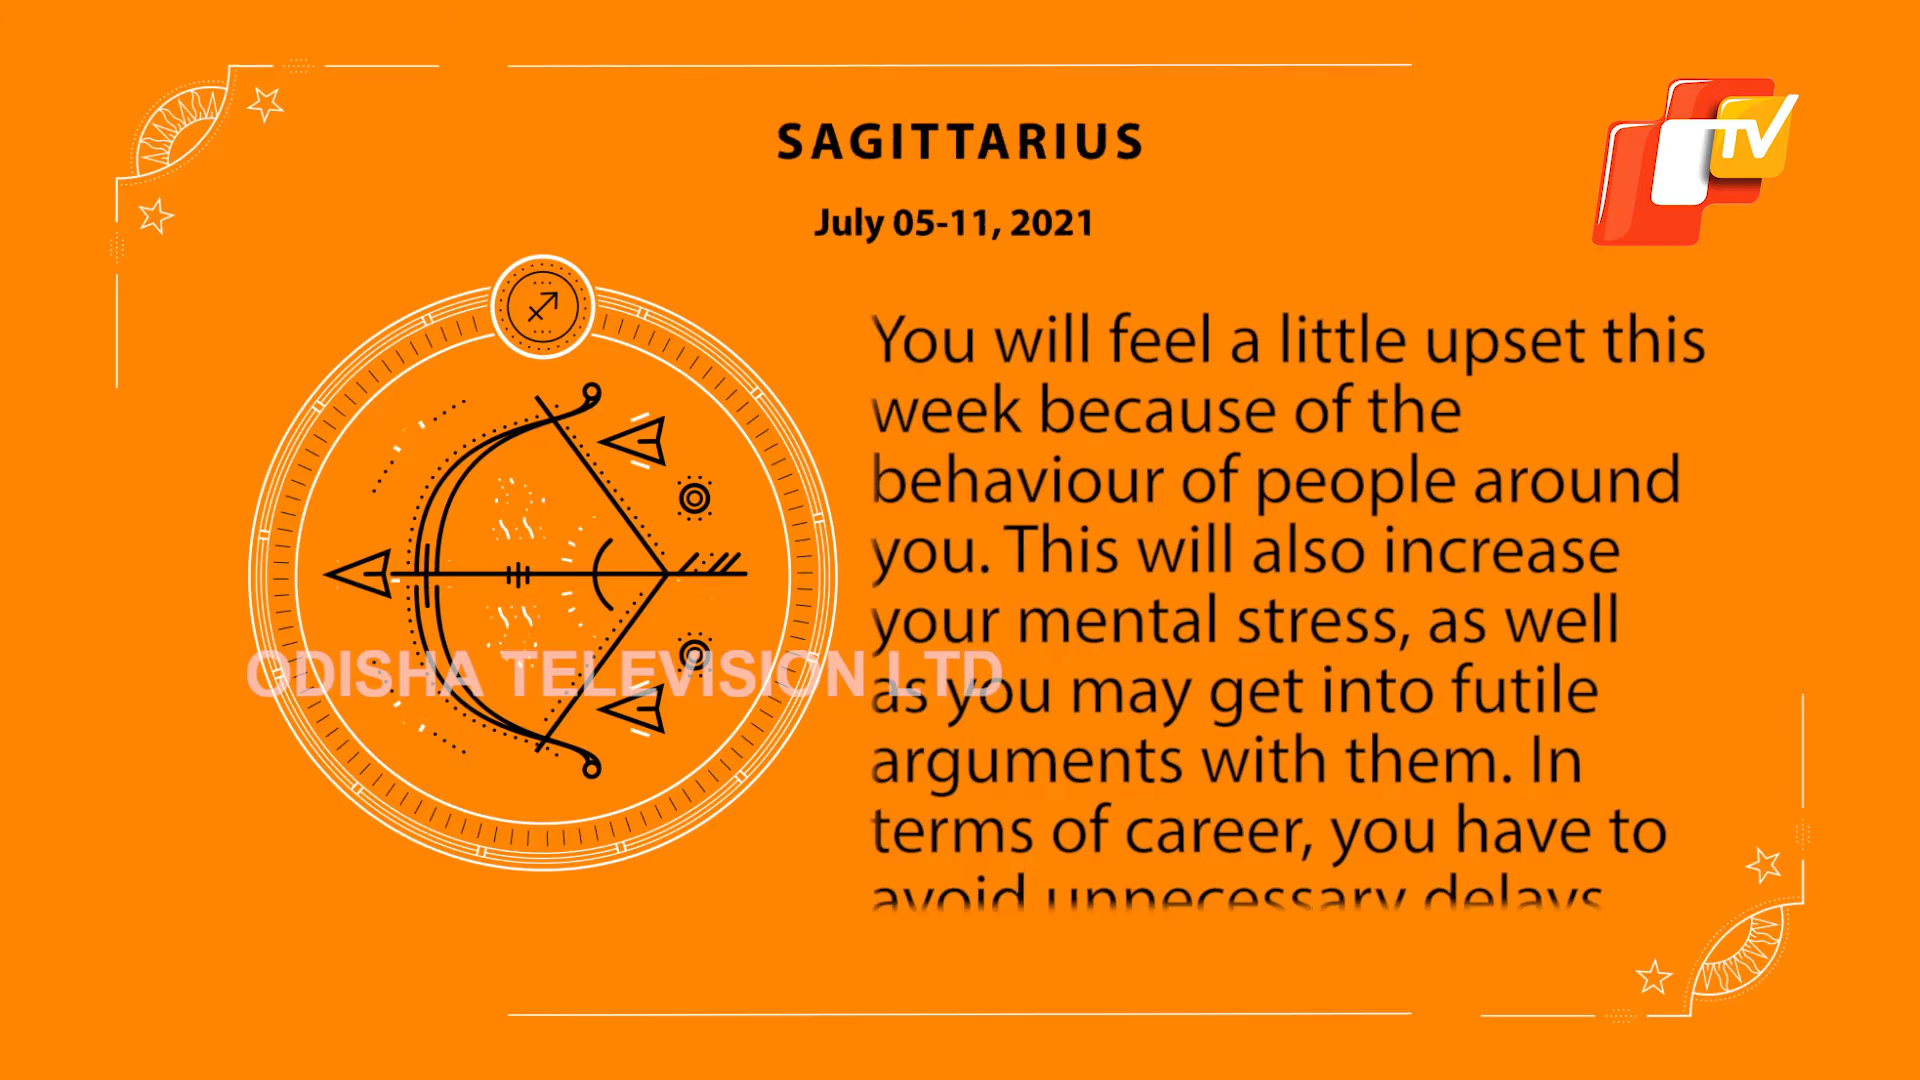 SAGITTARIUS
July 05-11, 2021
TV
You will feel a little upset this
week because of the
behaviour of people around
you. This will also increase
your mental stress, as well
as you may get into futile
arguments with them. In
terms of career, you have to
avoid unnecessary delays
ODISHA TELEVISION LTD